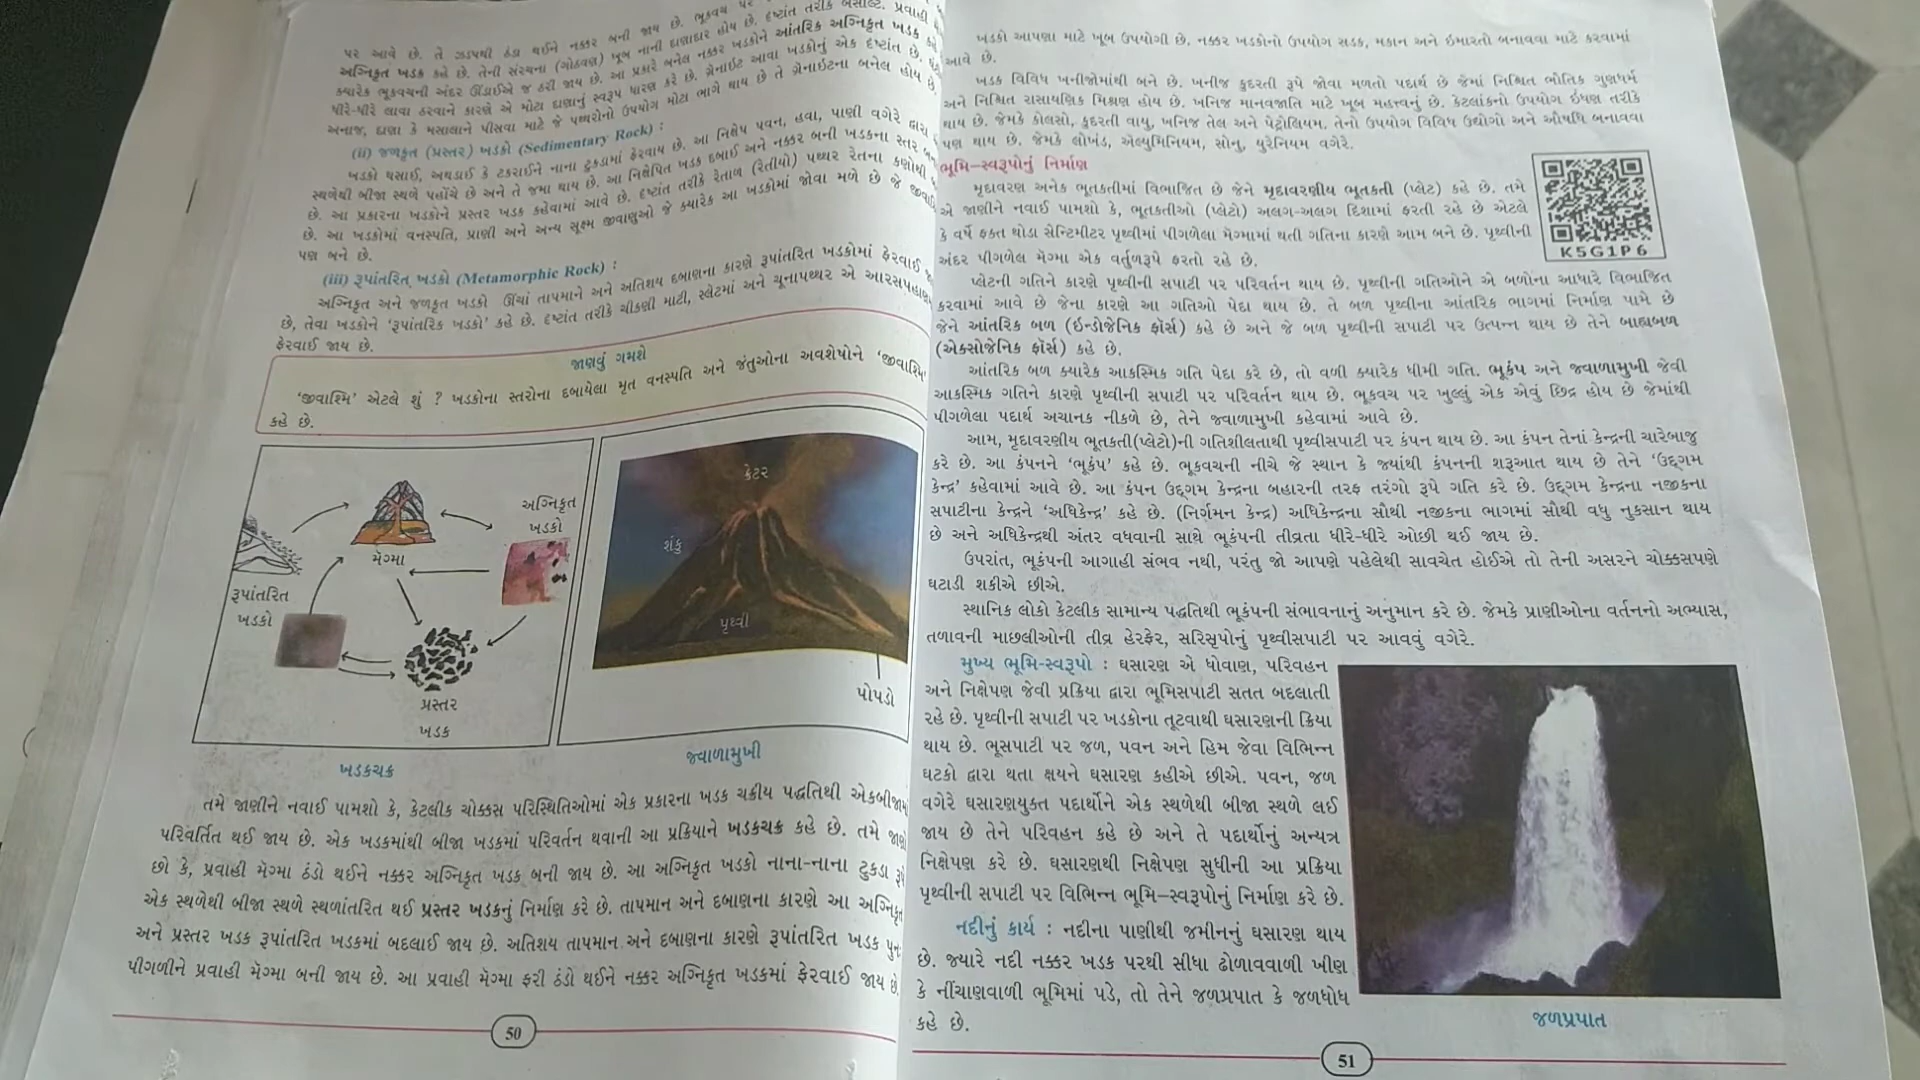 પર આવે છે. તે ઝડપથી ઠંડા થઈને નક્કર બની જાય છે. ભૂકવચ પર
અગ્નિકૃત ખડક કહે છે. તેની સંરચના (ગોઠવણ) ખૂબ નાની દાણાદાર હોય છે. દૃષ્ટાંત તરીકે બસાલ્ટ. પ્રવાહી
ક્યારેક ભૂકવચની અંદર ઊંડાઈએ જ ઠરી જાય છે. આ પ્રકારે બનેલ નક્કર ખડકોને આંતરિક અગ્નિકૃત ખડક કહે
ધીરે-ધીરે લાવા ઠરવાને કારણે એ મોટા દાણાનું સ્વરૂપ ધારણ કરે છે. ગ્રેનાઈટ આવા ખડકોનું એક દૃષ્ટાંત છે.
અનાજ, દાણા કે મસાલાને પીસવા માટે જે પથ્થરોનો ઉપયોગ મોટા ભાગે થાય છે તે ગ્રેનાઈટના બનેલ હોય છે
(ii) જળકૃત (પ્રસ્તર) ખડકો (Sedimentary Rock) :
ખડકો ઘસાઈ, અથડાઈ કે ટકરાઈને નાના ટુકડામાં ફેરવાય છે. આ નિક્ષેપ પવન, હવા, પાણી વગેરે દ્વારા
સ્થળેથી બીજા સ્થળે પહોંચે છે અને તે જમા થાય છે. આ નિક્ષેપિત ખડક દબાઈ અને નક્કર બની ખડકના સ્તર
છે. આ પ્રકારના ખડકોને પ્રસ્તર ખડક કહેવામાં આવે છે. દૃષ્ટાંત તરીકે રેતાળ (રેતીયો) પથ્થર રેતના કણોથી
છે. આ ખડકોમાં વનસ્પતિ, પ્રાણી અને અન્ય સૂક્ષ્મ જીવાણુઓ જે ક્યારેક આ ખડકોમાં જોવા મળે છે જે
પણ બને છે.
(iii) રૂપાંતરિત ખડકો (Metamorphic Rock) :
અગ્નિકૃત અને જળકૃત ખડકો ઊંચાં તાપમાને અને અતિશય દબાણના કારણે રૂપાંતરિત ખડકોમાં ફેરવાઈ
છે, તેવા ખડકોને ‘રૂપાંતરિક ખડકો’ કહે છે. દૃષ્ટાંત તરીકે ચીકણી માટી, સ્લેટમાં અને ચૂનાપથ્થર એ
ફેરવાઈ જાય છે.
જાણવું ગમશે
‘જીવાશ્મિ’ એટલે શું ? ખડકોના સ્તરોના દબાયેલા મૃત વનસ્પતિ અને જંતુઓના અવશેષોને ‘જીવાશ્મિ’
કહે છે.
મૅગ્મા
અગ્નિકૃત
ખડકો
રૂપાંતરિત
ખડકો
પ્રસ્તર
ખડક
ખડકચક્ર
કેટર
શંકુ
પૃથ્વી
પોપડો
જ્વાળામુખી
તમે જાણીને નવાઈ પામશો કે, કેટલીક ચોક્કસ પરિસ્થિતિઓમાં એક પ્રકારના ખડક ચક્રીય પદ્ધતિથી
પરિવર્તિત થઈ જાય છે. એક ખડકમાંથી બીજા ખડકમાં પરિવર્તન થવાની આ પ્રક્રિયાને ખડકચક્ર કહે છે. તમે જાણો
છો કે, પ્રવાહી મૅગ્મા ઠંડો થઈને નક્કર અગ્નિકૃત ખડક બની જાય છે. આ અગ્નિકૃત ખડકો નાના-નાના ટુકડા રૂપે
એક સ્થળેથી બીજા સ્થળે સ્થળાંતરિત થઈ પ્રસ્તર ખડકનું નિર્માણ કરે છે. તાપમાન અને દબાણના કારણે આ અગ્નિકૃત
અને પ્રસ્તર ખડક રૂપાંતરિત ખડકમાં બદલાઈ જાય છે. અતિશય તાપમાન અને દબાણના કારણે રૂપાંતરિત ખડક પુનઃ
પીગળીને પ્રવાહી મૅગ્મા બની જાય છે. આ પ્રવાહી મૅગ્મા ફરી ઠંડો થઈને નક્કર અગ્નિકૃત ખડકમાં ફેરવાઈ જાય છે.
50
ખડકો આપણા માટે ખૂબ ઉપયોગી છે. નક્કર ખડકોનો ઉપયોગ સડક, મકાન અને ઇમારતો બનાવવા માટે કરવામાં
આવે છે.
ખડક વિવિધ ખનીજોમાંથી બને છે. ખનીજ કુદરતી રૂપે જોવા મળતો પદાર્થ છે જેમાં નિશ્ચિત ભૌતિક ગુણધર્મ
અને નિશ્ચિત રાસાયણિક મિશ્રણ હોય છે. ખનિજ માનવજાતિ માટે ખૂબ મહત્ત્વનું છે. કેટલાંકનો ઉપયોગ ઇંધણ તરીકે
થાય છે. જેમકે કોલસો, કુદરતી વાયુ, ખનિજ તેલ અને પેટ્રોલિયમ. તેનો ઉપયોગ વિવિધ ઉદ્યોગો અને ઔષધિ બનાવવા
પણ થાય છે. જેમકે લોખંડ, ઍલ્યુમિનિયમ, સોનું, યુરેનિયમ વગેરે.
ભૂમિ-સ્વરૂપોનું નિર્માણ
મૃદાવરણ અનેક ભૂતકતીમાં વિભાજિત છે જેને મૃદાવરણીય ભૂતકતી (પ્લેટ) કહે છે. તમે
એ જાણીને નવાઈ પામશો કે, ભૂતકતીઓ (પ્લેટો) અલગ-અલગ દિશામાં ફરતી રહે છે એટલે
કે વર્ષે ફક્ત થોડા સેન્ટિમીટર પૃથ્વીમાં પીગળેલા મૅગ્મામાં થતી ગતિના કારણે આમ બને છે. પૃથ્વીની
અંદર પીગળેલ મૅગ્મા એક વર્તુળરૂપે ફરતો રહે છે.
K5G1P6
પ્લેટની ગતિને કારણે પૃથ્વીની સપાટી પર પરિવર્તન થાય છે. પૃથ્વીની ગતિઓને એ બળોના આધારે વિભાજિત
કરવામાં આવે છે જેના કારણે આ ગતિઓ પેદા થાય છે. તે બળ પૃથ્વીના આંતરિક ભાગમાં નિર્માણ પામે છે
જેને આંતરિક બળ (ઈન્ડોજેનિક ફૉર્સ) કહે છે અને જે બળ પૃથ્વીની સપાટી પર ઉત્પન્ન થાય છે તેને બાહ્યબળ
(એક્સોજેનિક ફૉર્સ) કહે છે.
આંતરિક બળ ક્યારેક આકસ્મિક ગતિ પેદા કરે છે, તો વળી ક્યારેક ધીમી ગતિ. ભૂકંપ અને જ્વાળામુખી જેવી
આકસ્મિક ગતિને કારણે પૃથ્વીની સપાટી પર પરિવર્તન થાય છે. ભૂકવચ પર ખુલ્લું એક એવું છિદ્ર હોય છે જેમાંથી
પીગળેલા પદાર્થ અચાનક નીકળે છે, તેને જ્વાળામુખી કહેવામાં આવે છે.
આમ, મૃદાવરણીય ભૂતકતી(પ્લેટો)ની ગતિશીલતાથી પૃથ્વીસપાટી પર કંપન થાય છે. આ કંપન તેનાં કેન્દ્રની ચારેબાજુ
કરે છે. આ કંપનને ‘ભૂકંપ’ કહે છે. ભૂકવચની નીચે જે સ્થાન કે જ્યાંથી કંપનની શરૂઆત થાય છે તેને ‘ઉદ્દગમ
કેન્દ્ર’ કહેવામાં આવે છે. આ કંપન ઉદ્દગમ કેન્દ્રના બહારની તરફ તરંગો રૂપે ગતિ કરે છે. ઉદ્દગમ કેન્દ્રના નજીકના
સપાટીના કેન્દ્રને ‘અધિકેન્દ્ર’ કહે છે. (નિર્ગમન કેન્દ્ર) અધિકેન્દ્રના સૌથી નજીકના ભાગમાં સૌથી વધુ નુકસાન થાય
છે અને અધિકેન્દ્રથી અંતર વધવાની સાથે ભૂકંપની તીવ્રતા ધીરે-ધીરે ઓછી થઈ જાય છે.
ઉપરાંત, ભૂકંપની આગાહી સંભવ નથી, પરંતુ જો આપણે પહેલેથી સાવચેત હોઈએ તો તેની અસરને ચોક્કસપણે
ઘટાડી શકીએ છીએ.
સ્થાનિક લોકો કેટલીક સામાન્ય પદ્ધતિથી ભૂકંપની સંભાવનાનું અનુમાન કરે છે. જેમકે પ્રાણીઓના વર્તનનો અભ્યાસ,
તળાવની માછલીઓની તીવ્ર હેરફેર, સરિસૃપોનું પૃથ્વીસપાટી પર આવવું વગેરે.
મુખ્ય ભૂમિ-સ્વરૂપો : ઘસારણ એ ધોવાણ, પરિવહન
અને નિક્ષેપણ જેવી પ્રક્રિયા દ્વારા ભૂમિસપાટી સતત બદલાતી
રહે છે. પૃથ્વીની સપાટી પર ખડકોના તૂટવાથી ઘસારણની ક્રિયા
થાય છે. ભૂસપાટી પર જળ, પવન અને હિમ જેવા વિભિન્ન
ઘટકો દ્વારા થતા ક્ષયને ઘસારણ કહીએ છીએ. પવન, જળ
વગેરે ઘસારણયુક્ત પદાર્થોને એક સ્થળેથી બીજા સ્થળે લઈ
જાય છે તેને પરિવહન કહે છે અને તે પદાર્થોનું અન્યત્ર
નિક્ષેપણ કરે છે. ઘસારણથી નિક્ષેપણ સુધીની આ પ્રક્રિયા
પૃથ્વીની સપાટી પર વિભિન્ન ભૂમિ-સ્વરૂપોનું નિર્માણ કરે છે.
નદીનું કાર્ય : નદીના પાણીથી જમીનનું ઘસારણ થાય
છે. જ્યારે નદી નક્કર ખડક પરથી સીધા ઢોળાવવાળી ખીણ
કે નીંચાણવાળી ભૂમિમાં પડે, તો તેને જળપ્રપાત કે જળધોધ
કહે છે.
જળપ્રપાત
51